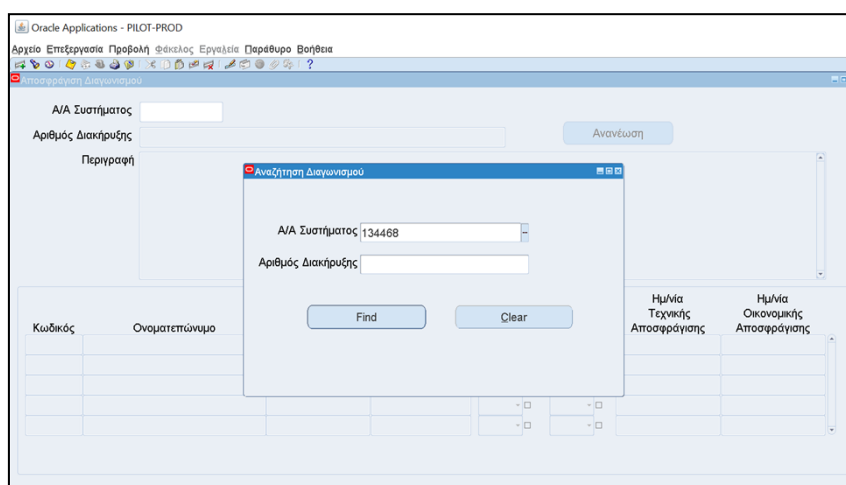 Oracle Applications - PILOT-PROD
Αρχείο Επεξεργασία Προβολή Φάκελος Εργαλεία Παράθυρο Βοήθεια
Αποσφράγιση Διαγωνισμού
Α/Α Συστήματος
Αριθμός Διακήρυξης
Ανανέωση
Περιγραφή
Αναζήτηση Διαγωνισμού
Α/Α Συστήματος 134468
Αριθμός Διακήρυξης
Find Clear
Κωδικός Ονοματεπώνυμο
Ημ/νία Τεχνικής Αποσφράγισης
Ημ/νία Οικονομικής Αποσφράγισης